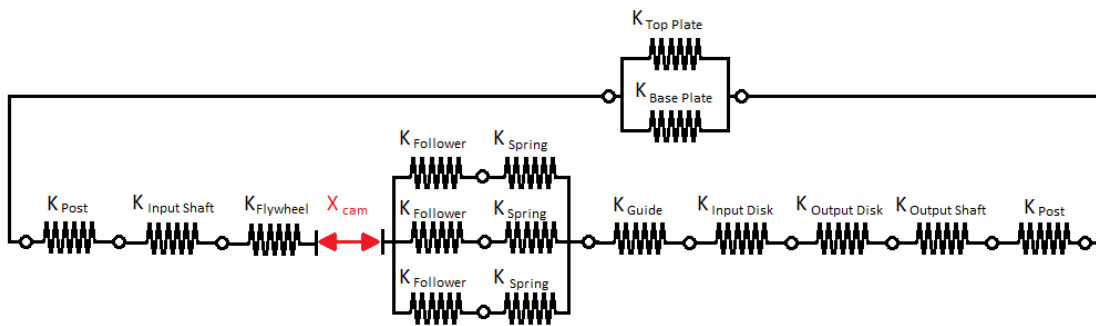 K Top Plate
K Base Plate
K Follower K Spring
K Post K Input Shaft K Flywheel X cam K Follower K Spring K Guide K Input Disk K Output Disk K Output Shaft K Post
K Follower K Spring